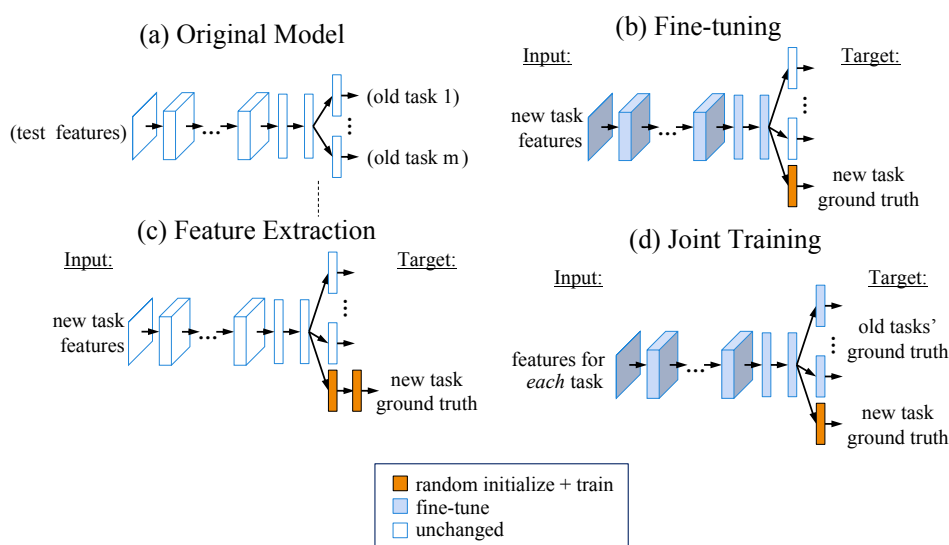 (a) Original Model
(test features)
...
(old task 1)
...
(old task m)
(b) Fine-tuning
Input:
Target:
new task
features
...
...
new task
ground truth
(c) Feature Extraction
Input:
Target:
new task
features
...
...
new task
ground truth
(d) Joint Training
Input:
Target:
features for
each task
...
old tasks'
... ground truth
new task
ground truth
random initialize + train
fine-tune
unchanged